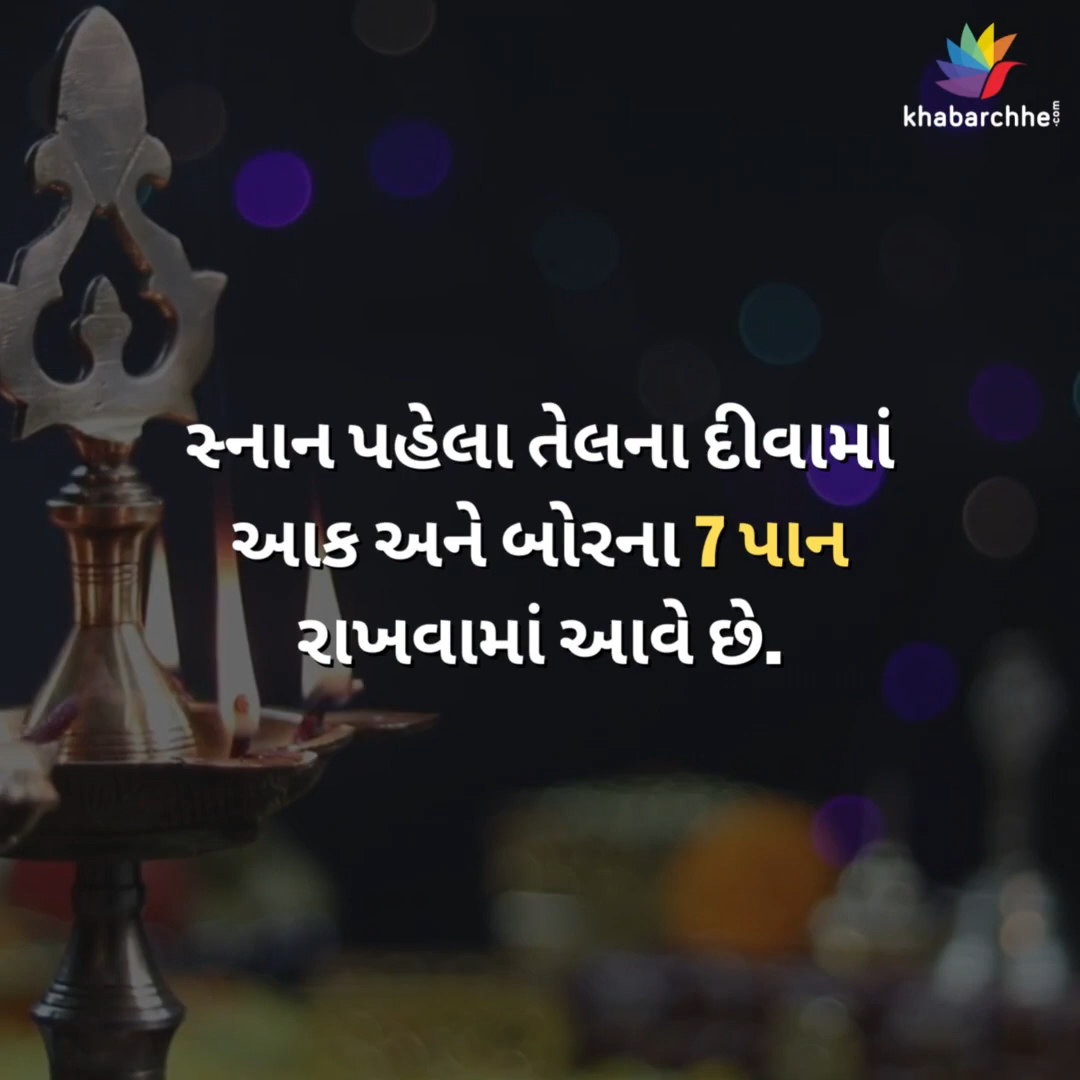 khabarchhe.com
સ્નાન પહેલા તેલના દીવામાં
આક અને બોરના 7 પાન
રાખવામાં આવે છે.